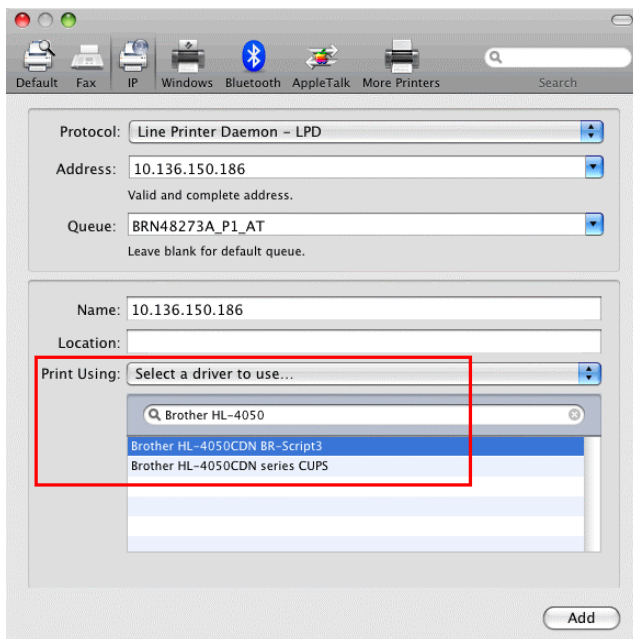 Default Fax IP Windows Bluetooth AppleTalk More Printers Search
Protocol: Line Printer Daemon – LPD
Address: 10.136.150.186
Valid and complete address.
Queue: BRN48273A_P1_AT
Leave blank for default queue.
Name: 10.136.150.186
Location:
Print Using: Select a driver to use...
Brother HL-4050
Brother HL-4050CDN BR-Script3
Brother HL-4050CDN series CUPS
Add